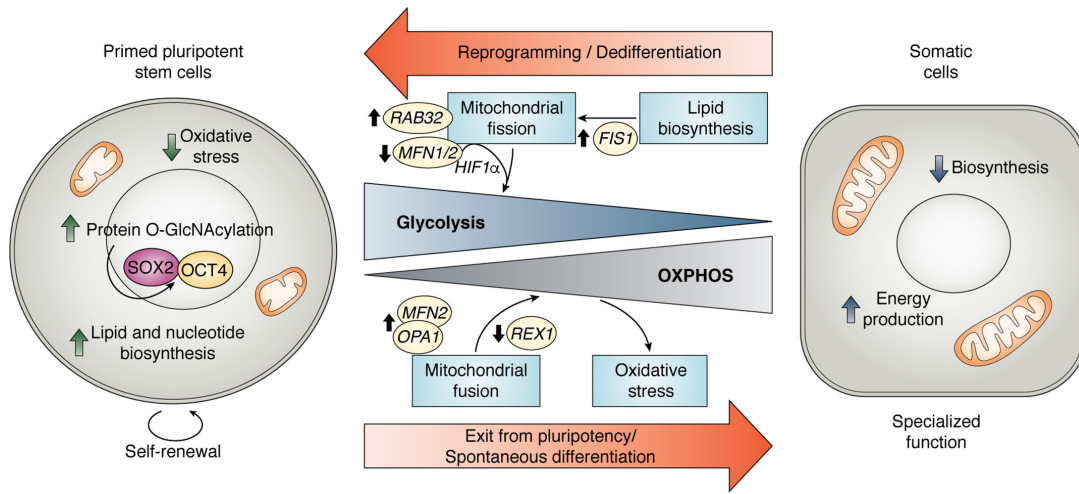 Primed pluripotent
stem cells
Oxidative
stress
Protein O-GlcNAcylation
SOX2
OCT4
Lipid and nucleotide
biosynthesis
Self-renewal
Reprogramming / Dedifferentiation
RAB32
Mitochondrial
fission
FIS1
Lipid
biosynthesis
MFN1/2
HIF1α
Glycolysis
OXPHOS
MFN2
OPA1
REX1
Mitochondrial
fusion
Oxidative
stress
Exit from pluripotency/
Spontaneous differentiation
Somatic
cells
Biosynthesis
Energy
production
Specialized
function